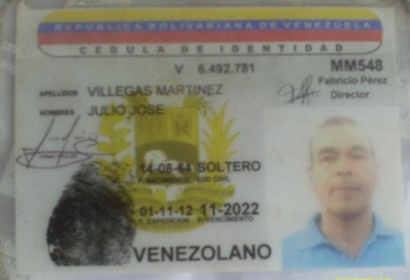 REPUBLICA BOLIVARIANA DE VENEZUELA
CEDULA DE IDENTIDAD
V 6.492.781
MM548
Fabricio Pérez
Director
APELLIDOS VILLEGAS MARTINEZ
NOMBRES JULIO JOSE
14-08-64 SOLTERO
F. NACIMIENTO EDO CIVIL
01-11-12 11-2022
F. EXPEDICION F. VENCIMIENTO
VENEZOLANO